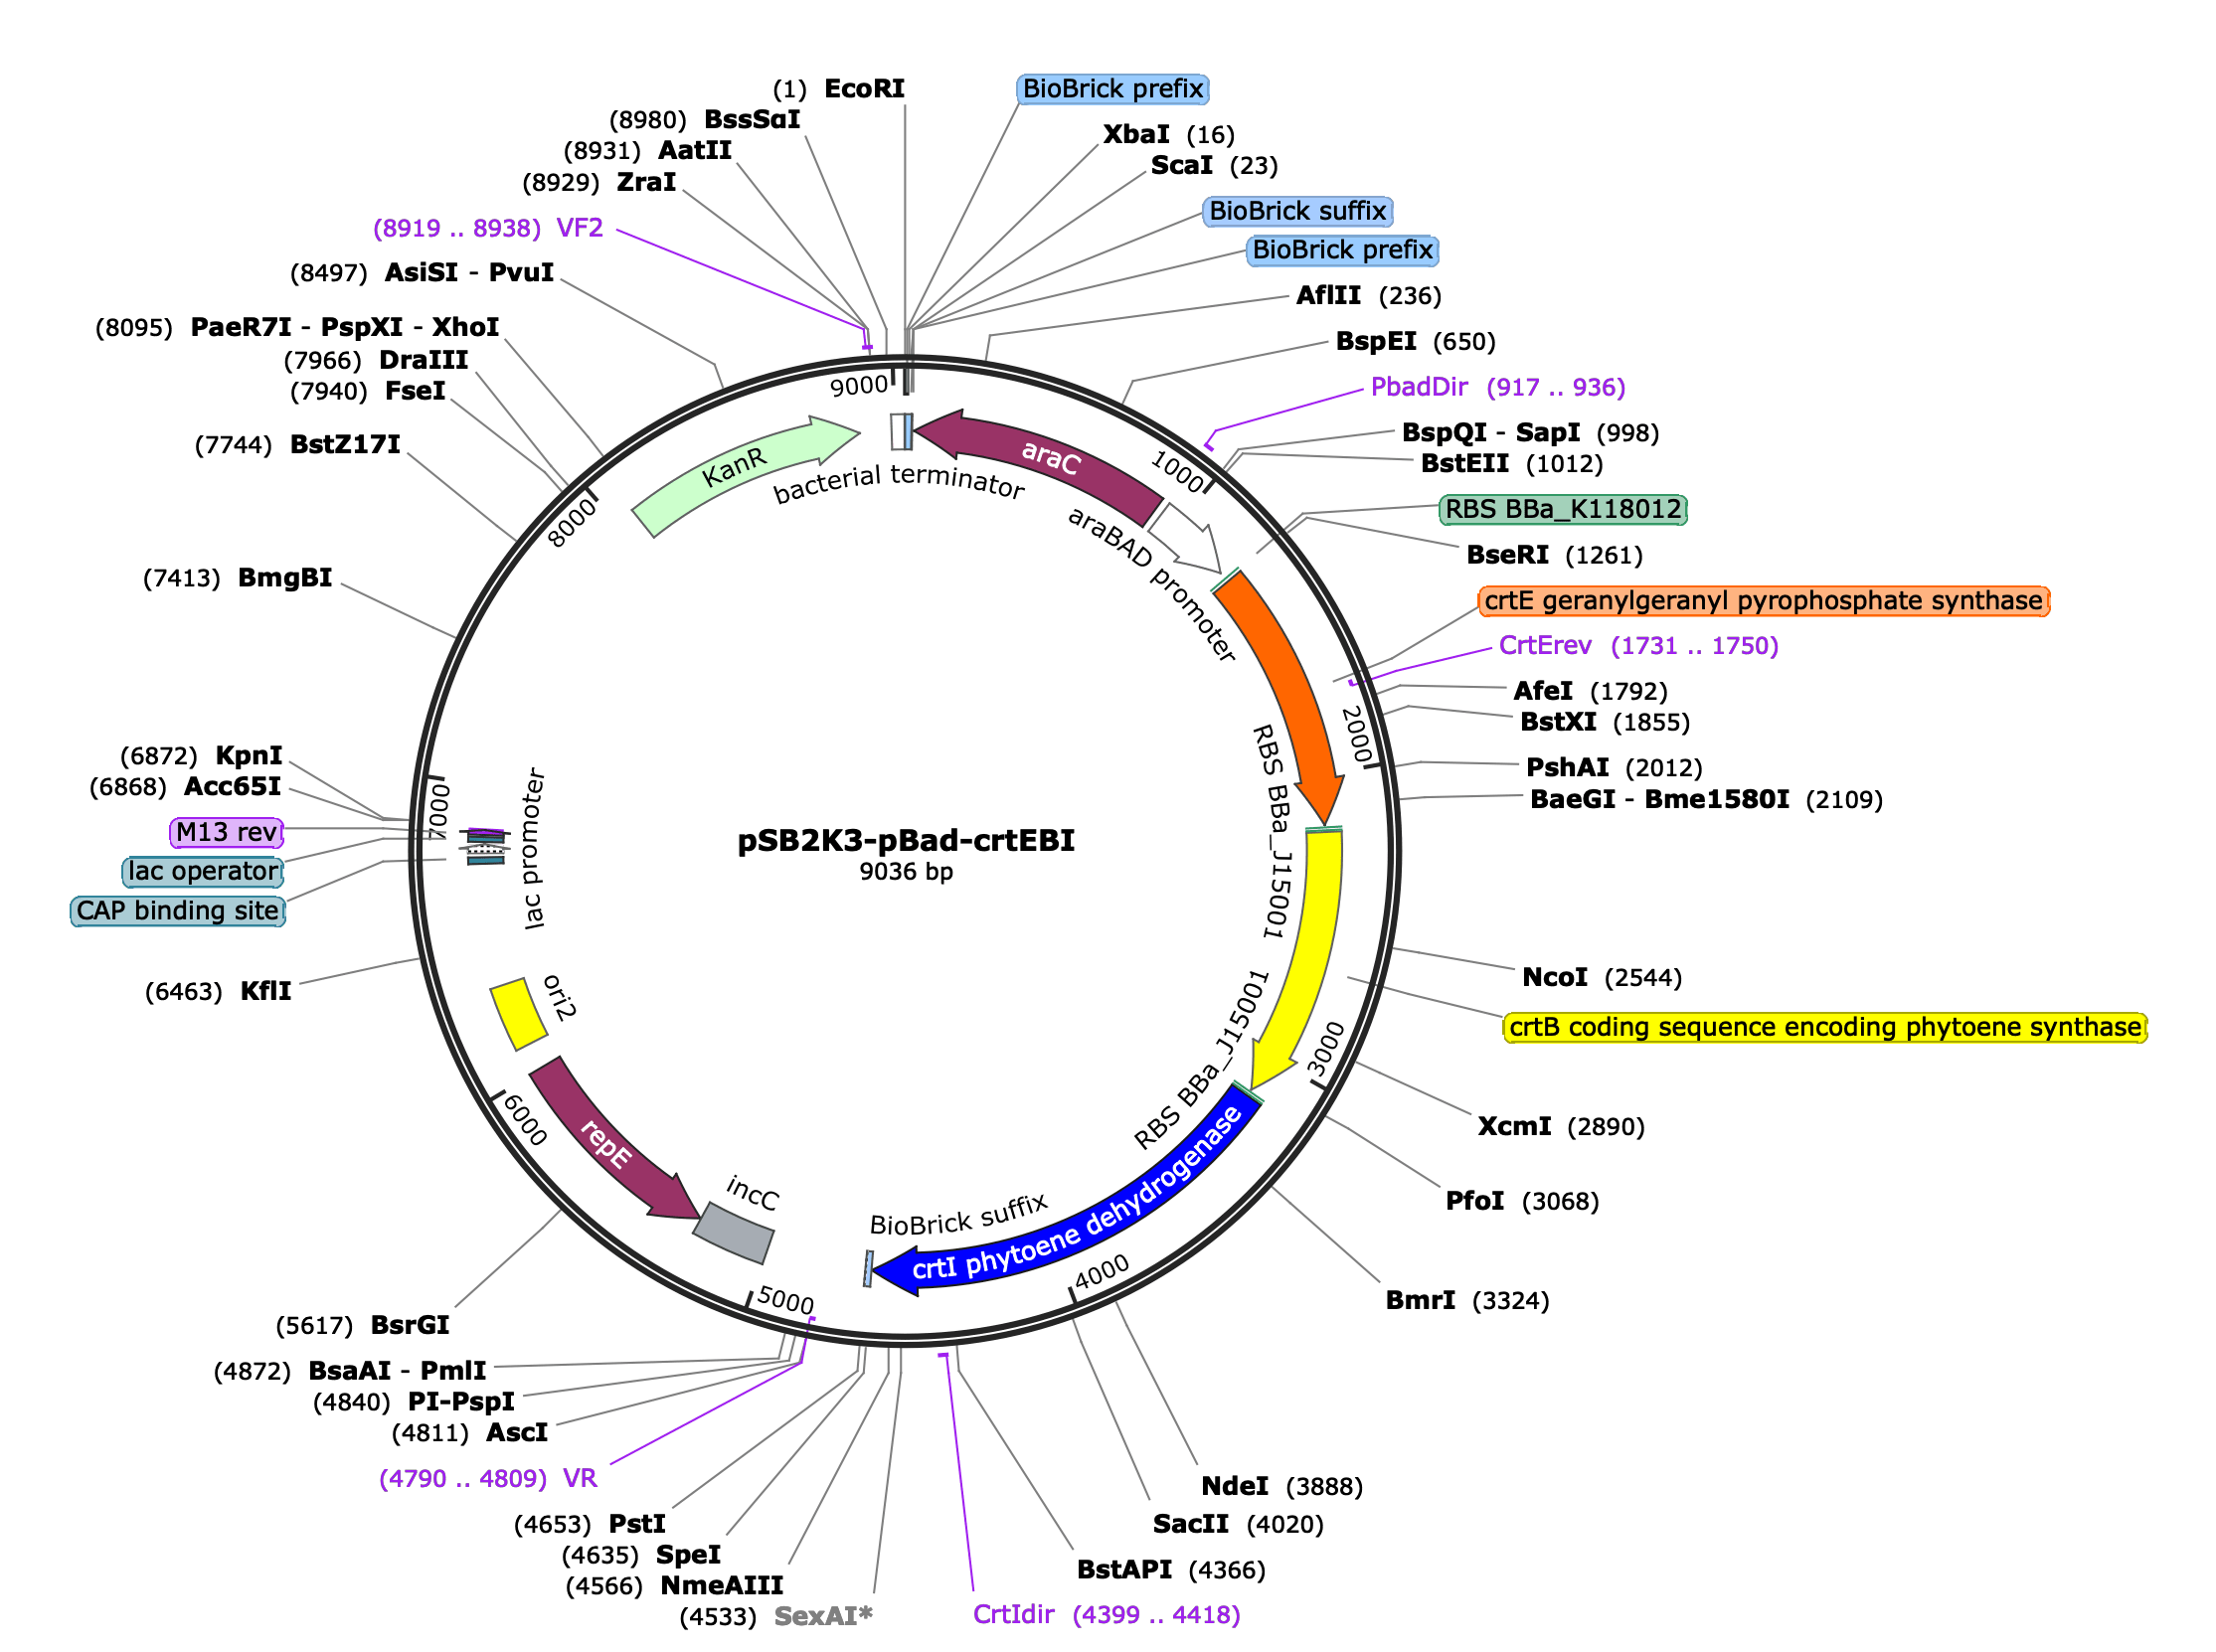 (1) EcoRI
(8980) BssSαI
(8931) AatII
(8929) ZraI
(8919 .. 8938) VF2
(8497) AsiSI - PvuI
(8095) PaeR7I - PspXI - XhoI
(7966) DraIII
(7940) FseI
(7744) BstZ17I
(7413) BmgBI
(6872) KpnI
(6868) Acc65I
M13 rev
lac operator
CAP binding site
(6463) KflI
(5617) BsrGI
(4872) BsaAI - PmlI
(4840) PI-PspI
(4811) AscI
(4790 .. 4809) VR
(4653) PstI
(4635) SpeI
(4566) NmeAIII
(4533) SexAI*
BioBrick prefix
XbaI (16)
ScaI (23)
BioBrick suffix
BioBrick prefix
AflII (236)
BspEI (650)
PbadDir (917 .. 936)
BspQI - SapI (998)
BstEII (1012)
RBS BBa_K118012
BseRI (1261)
crtE geranylgeranyl pyrophosphate synthase
CrtErev (1731 .. 1750)
AfeI (1792)
BstXI (1855)
PshAI (2012)
BaeGI - Bme1580I (2109)
NcoI (2544)
crtB coding sequence encoding phytoene synthase
XcmI (2890)
PfoI (3068)
BmrI (3324)
NdeI (3888)
SacII (4020)
BstAPI (4366)
CrtIdir (4399 .. 4418)
1000
2000
3000
4000
5000
6000
7000
8000
9000
KanR
bacterial terminator
araC
araBAD promoter
RBS BBa_J15001
RBS BBa_J15001
crtI phytoene dehydrogenase
BioBrick suffix
incC
repE
ori2
lac promoter
pSB2K3-pBad-crtEBI
9036 bp